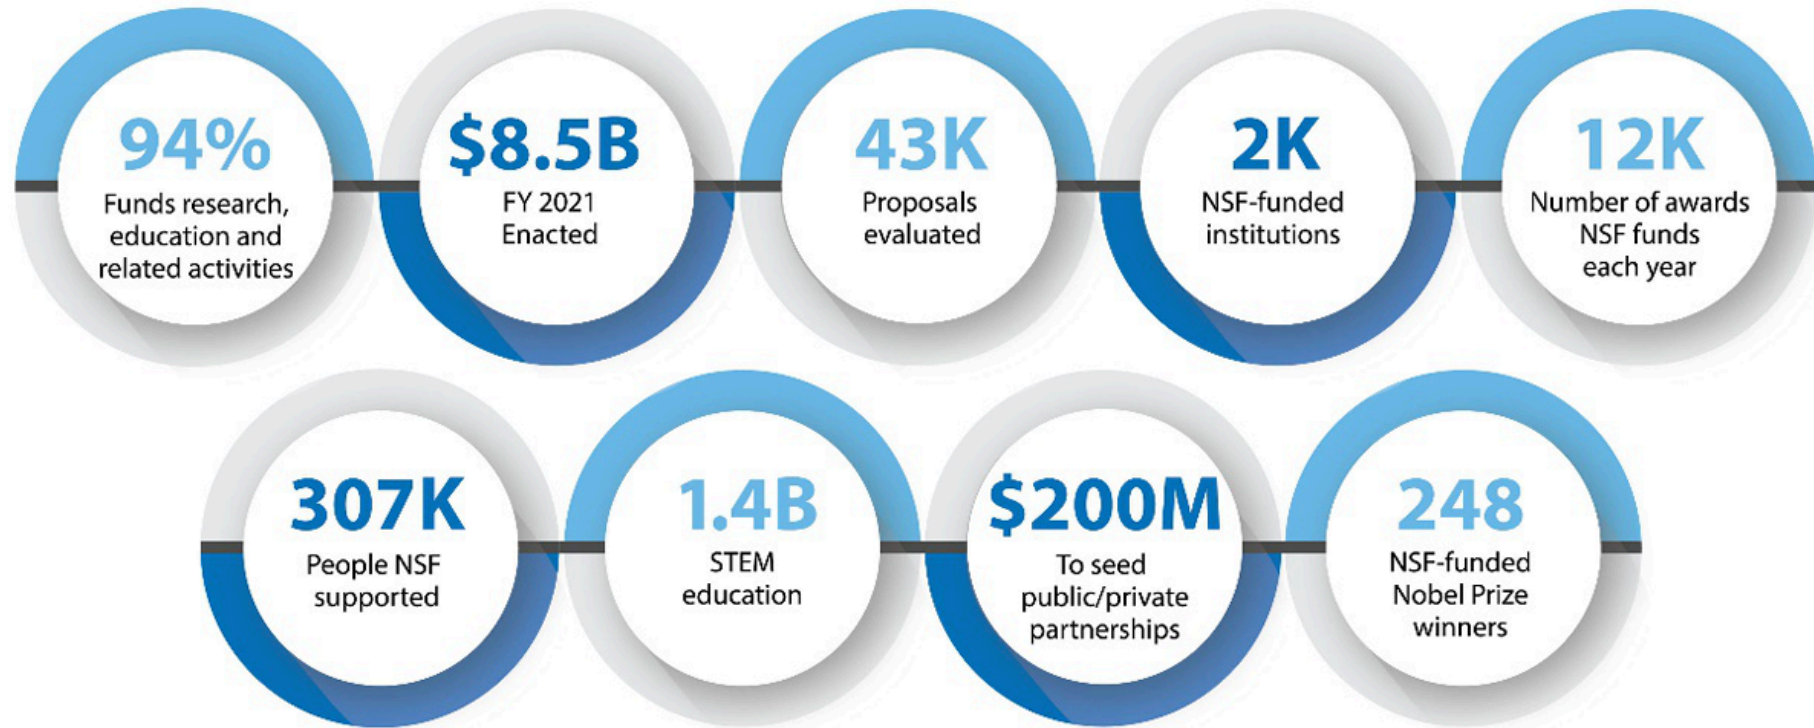 94%
Funds research,
education and
related activities
$8.5B
FY 2021
Enacted
43K
Proposals
evaluated
2K
NSF-funded
institutions
12K
Number of awards
NSF funds
each year
307K
People NSF
supported
1.4B
STEM
education
$200M
To seed
public/private
partnerships
248
NSF-funded
Nobel Prize
winners